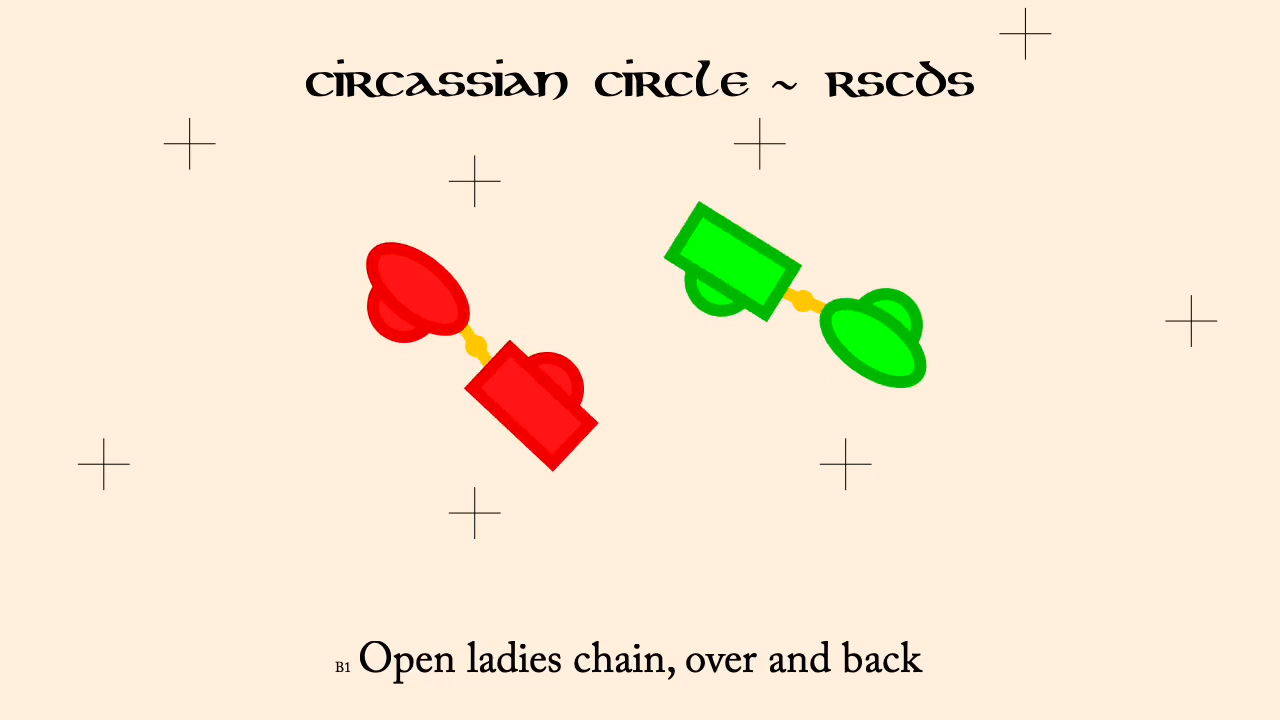 Circassian Circle ~ RSCDS
B1 Open ladies chain, over and back